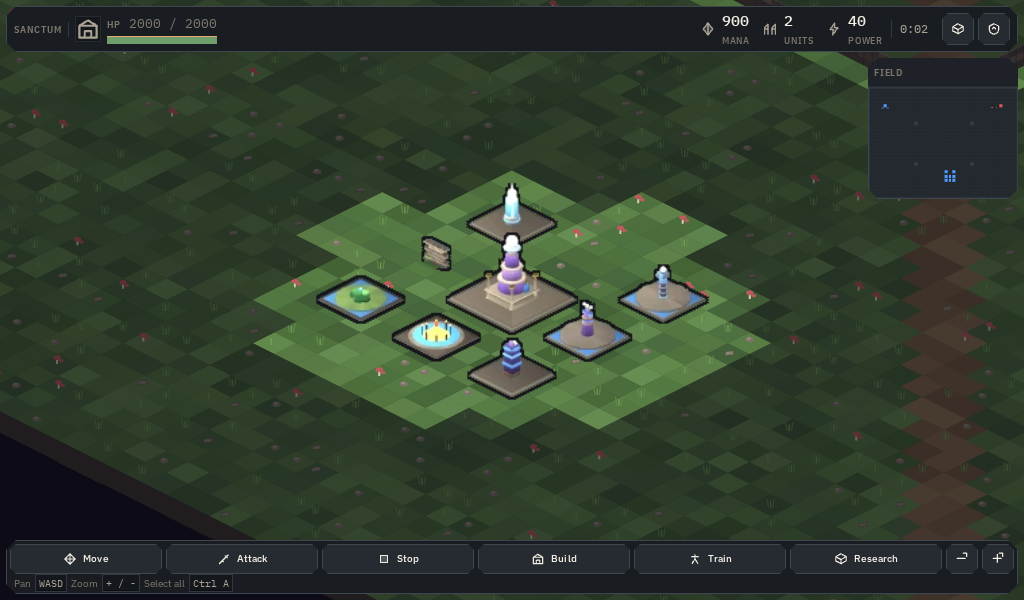 SANCTUM HP 2000 / 2000 900 MANA 2 UNITS 40 POWER 0:02
FIELD
Move Attack Stop Build Train Research
Pan WASD Zoom + / - Select all Ctrl A